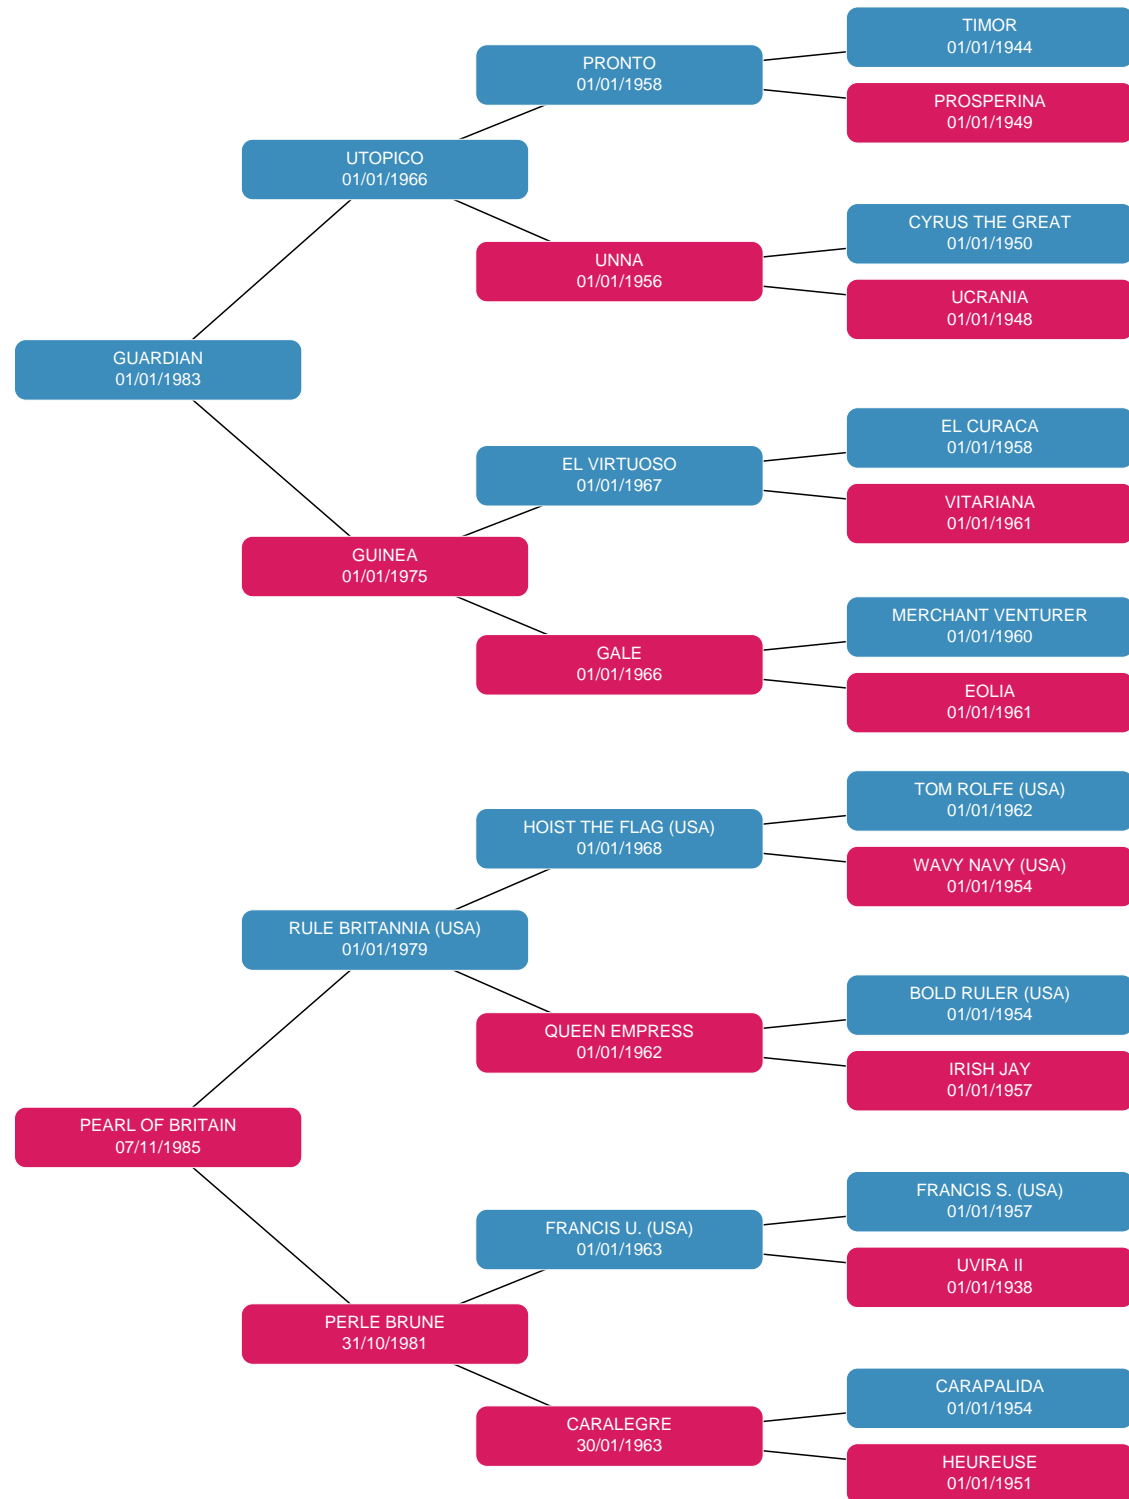 TIMOR
01/01/1944
PRONTO
01/01/1958
PROSPERINA
01/01/1949
UTOPICO
01/01/1966
CYRUS THE GREAT
01/01/1950
UNNA
01/01/1956
UCRANIA
01/01/1948
GUARDIAN
01/01/1983
EL CURACA
01/01/1958
EL VIRTUOSO
01/01/1967
VITARIANA
01/01/1961
GUINEA
01/01/1975
MERCHANT VENTURER
01/01/1960
GALE
01/01/1966
EOLIA
01/01/1961
TOM ROLFE (USA)
01/01/1962
HOIST THE FLAG (USA)
01/01/1968
WAVY NAVY (USA)
01/01/1954
RULE BRITANNIA (USA)
01/01/1979
BOLD RULER (USA)
01/01/1954
QUEEN EMPRESS
01/01/1962
IRISH JAY
01/01/1957
PEARL OF BRITAIN
07/11/1985
FRANCIS S. (USA)
01/01/1957
FRANCIS U. (USA)
01/01/1963
UVIRA II
01/01/1938
PERLE BRUNE
31/10/1981
CARAPALIDA
01/01/1954
CARALEGRE
30/01/1963
HEUREUSE
01/01/1951